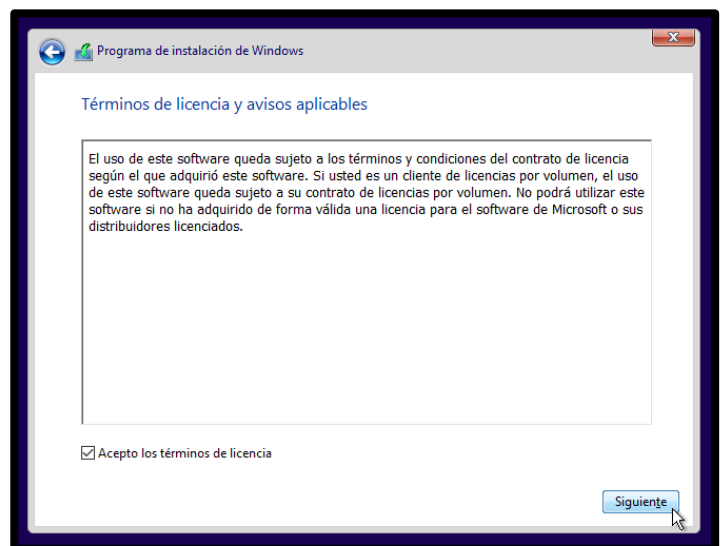 Programa de instalación de Windows
Términos de licencia y avisos aplicables
El uso de este software queda sujeto a los términos y condiciones del contrato de licencia
según el que adquirió este software. Si usted es un cliente de licencias por volumen, el uso
de este software queda sujeto a su contrato de licencias por volumen. No podrá utilizar este
software si no ha adquirido de forma válida una licencia para el software de Microsoft o sus
distribuidores licenciados.
Acepto los términos de licencia
Siguiente